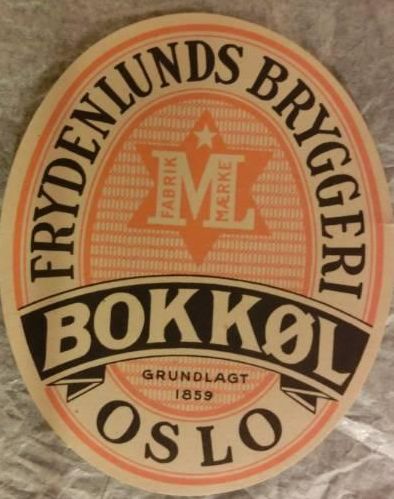 FRYDENLUNDS BRYGGERI
FABRIK ML MÆRKE
BOKKØL
GRUNDLAGT
1859
OSLO